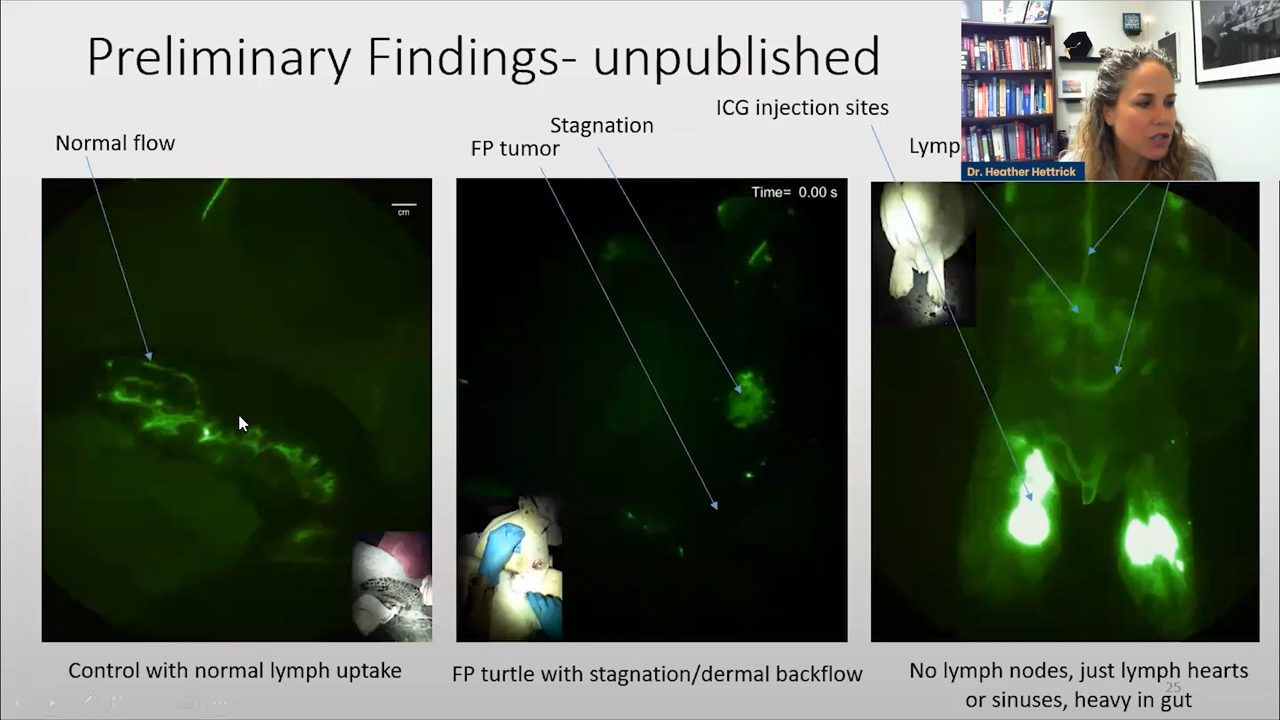 Preliminary Findings- unpublished
ICG injection sites
Stagnation
Normal flow
FP tumor
Lymp
Dr. Heather Hettrick
Time= 0.00 s
cm
Control with normal lymph uptake
FP turtle with stagnation/dermal backflow
No lymph nodes, just lymph hearts
or sinuses, heavy in gut
25